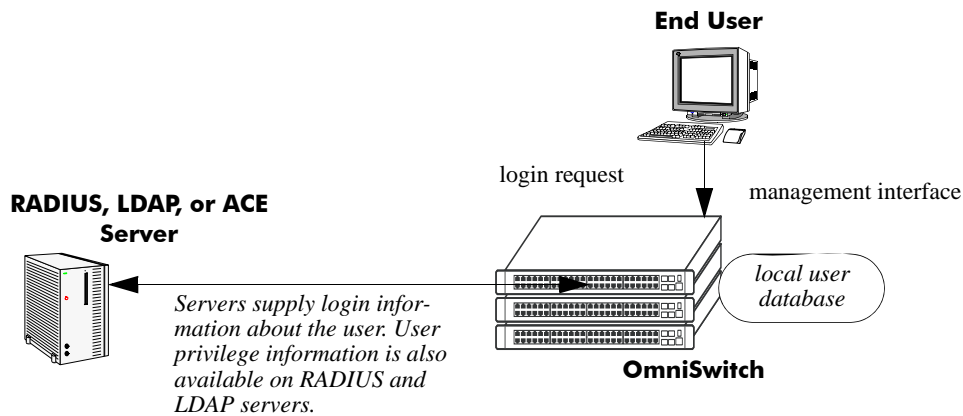 End User
login request
management interface
RADIUS, LDAP, or ACE
Server
local user
database
Servers supply login infor-
mation about the user. User
privilege information is also
available on RADIUS and
LDAP servers.
OmniSwitch